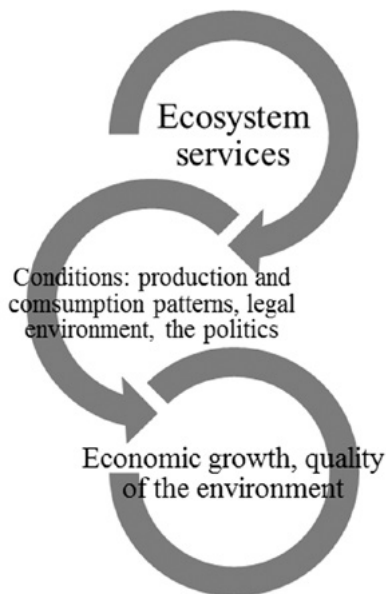 Ecosystem
services
Conditions: production and
comsumption patterns, legal
environment, the politics
Economic growth, quality
of the environment